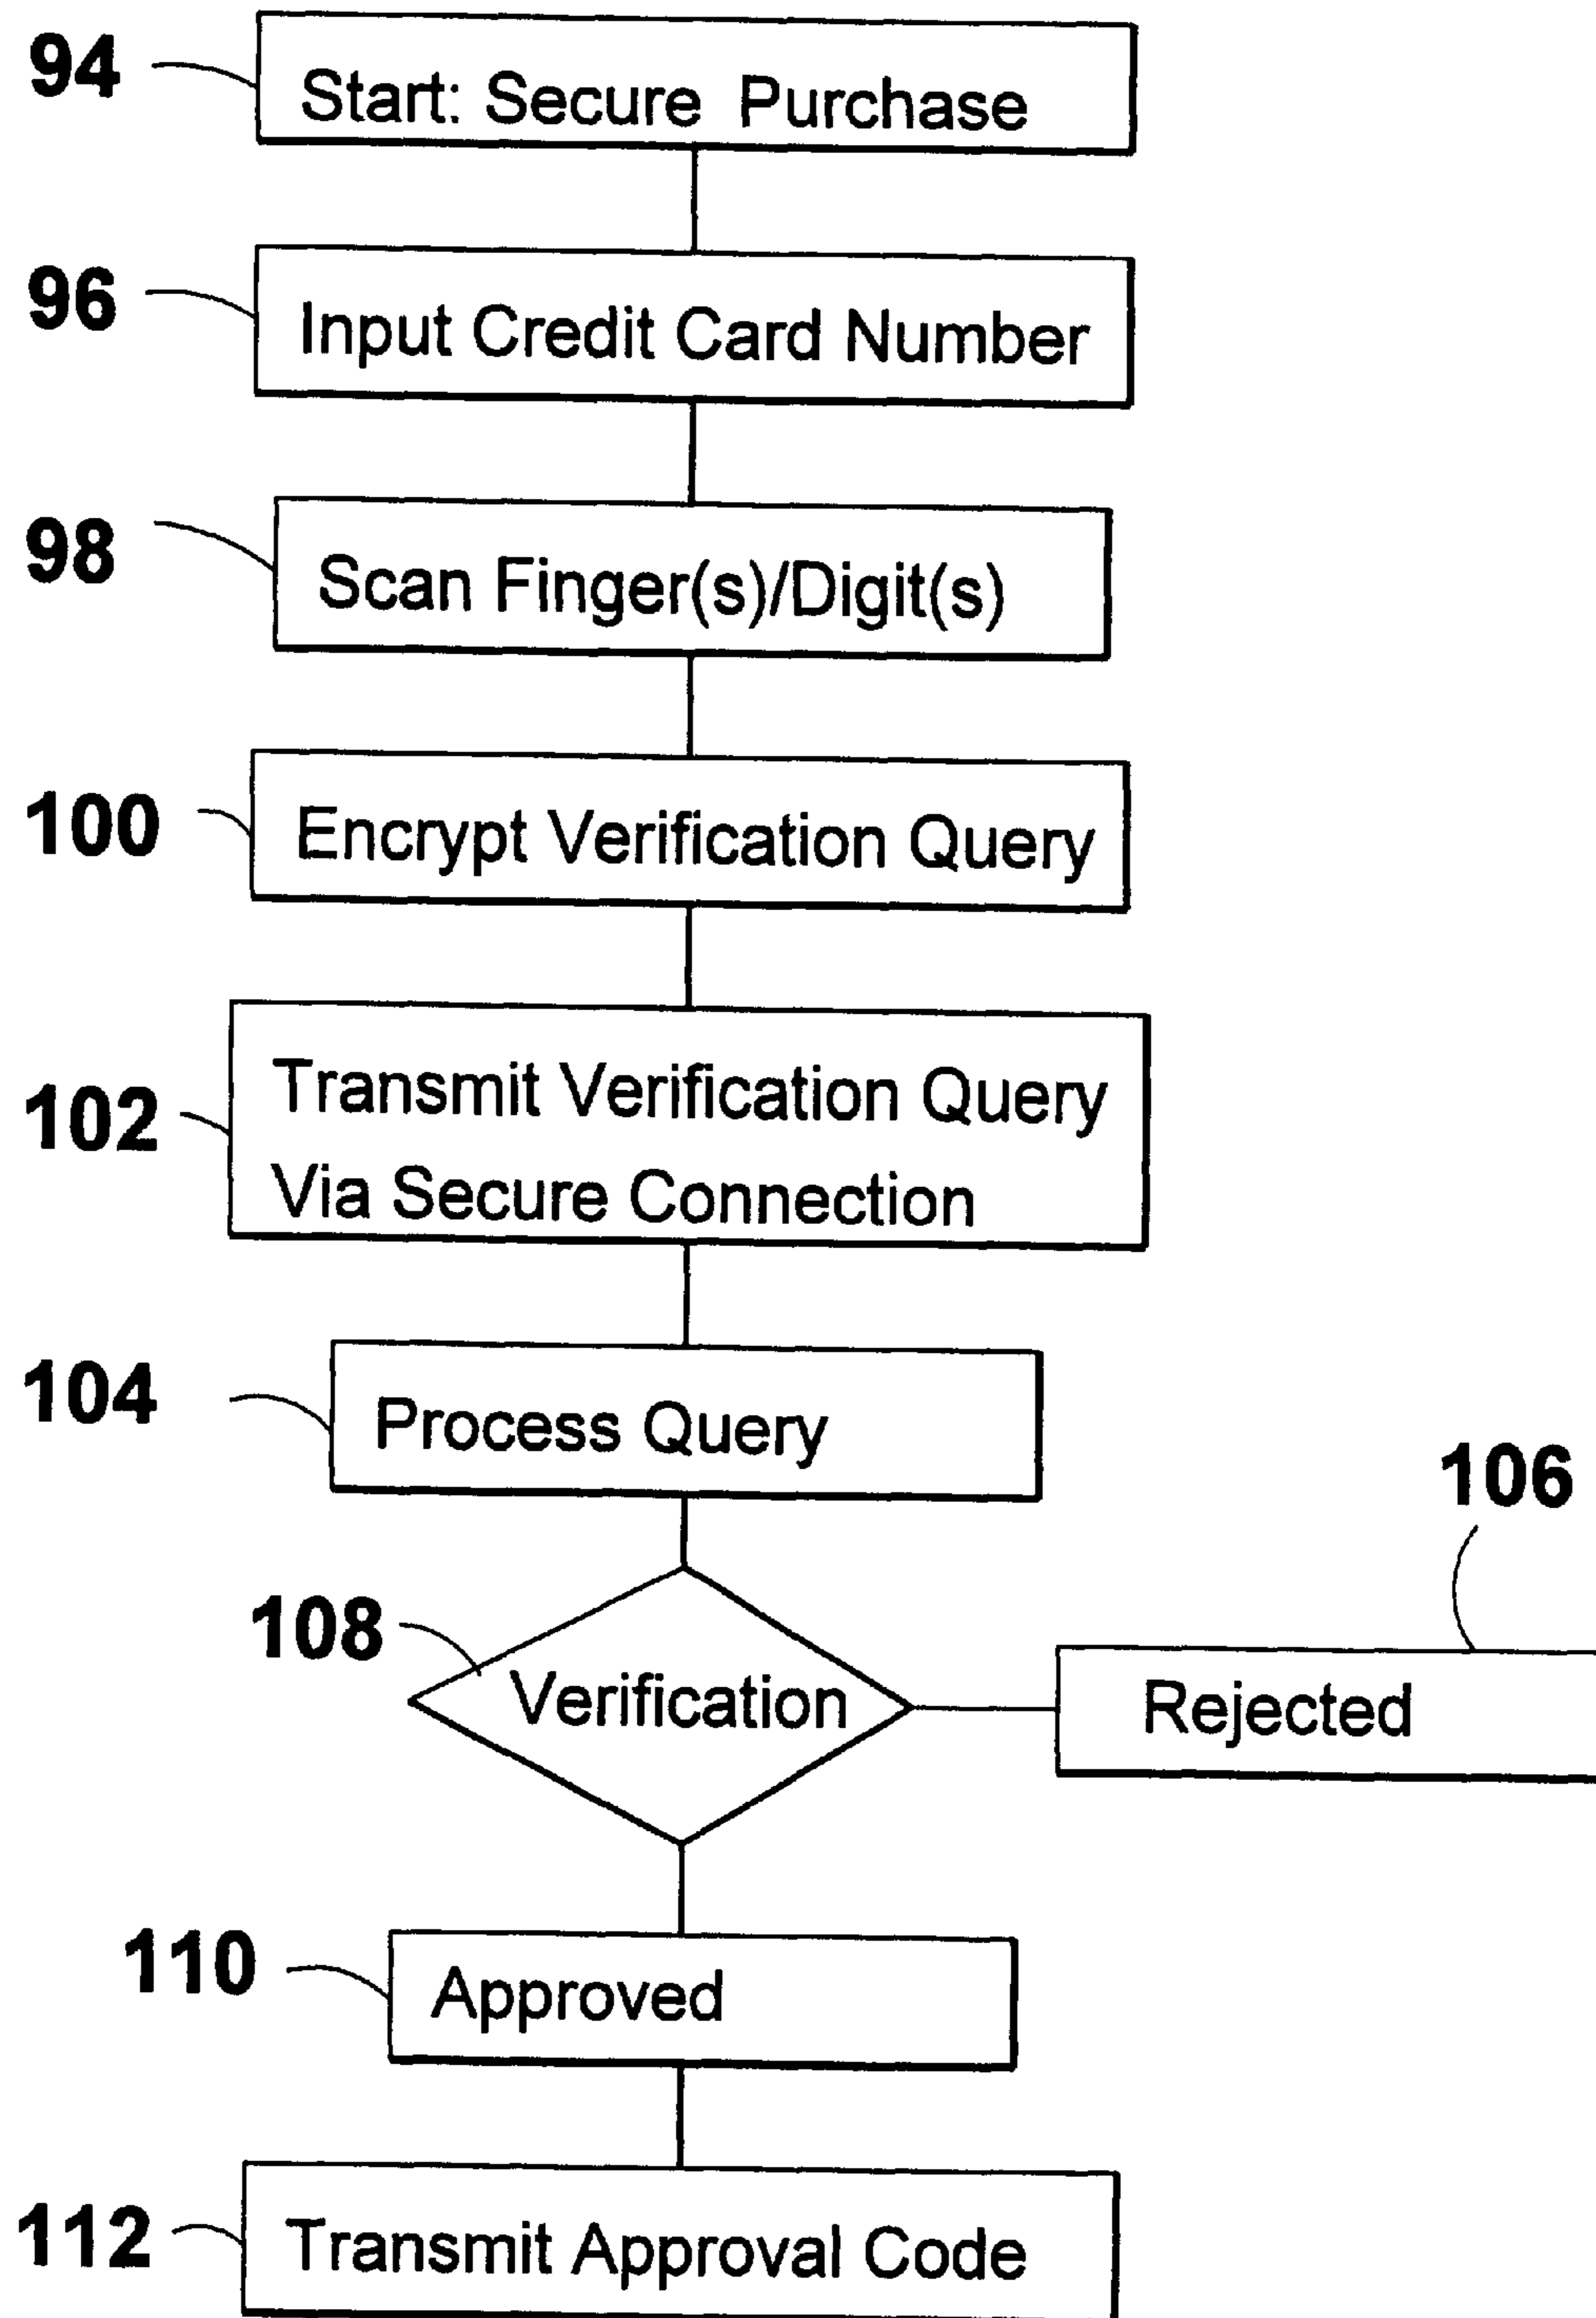 94
Start: Secure Purchase
96
Input Credit Card Number
98
Scan Finger(s)/Digit(s)
100
Encrypt Verification Query
102
Transmit Verification Query
Via Secure Connection
104
Process Query
106
108
Verification
Rejected
110
Approved
112
Transmit Approval Code